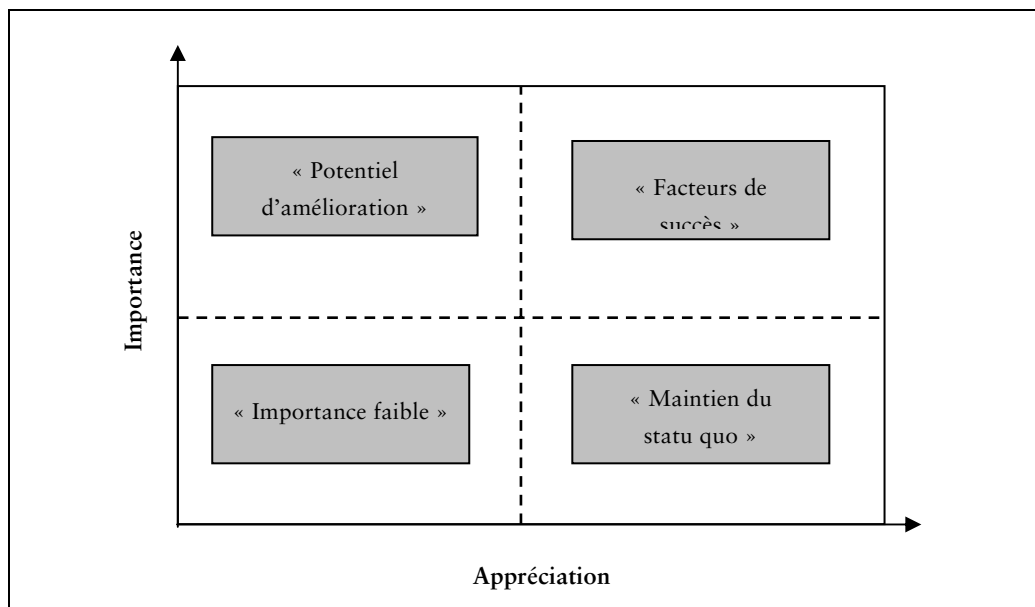 « Potentiel
d’amélioration »
« Facteurs de
succès »
Importance
« Importance faible »
« Maintien du
statu quo »
Appréciation